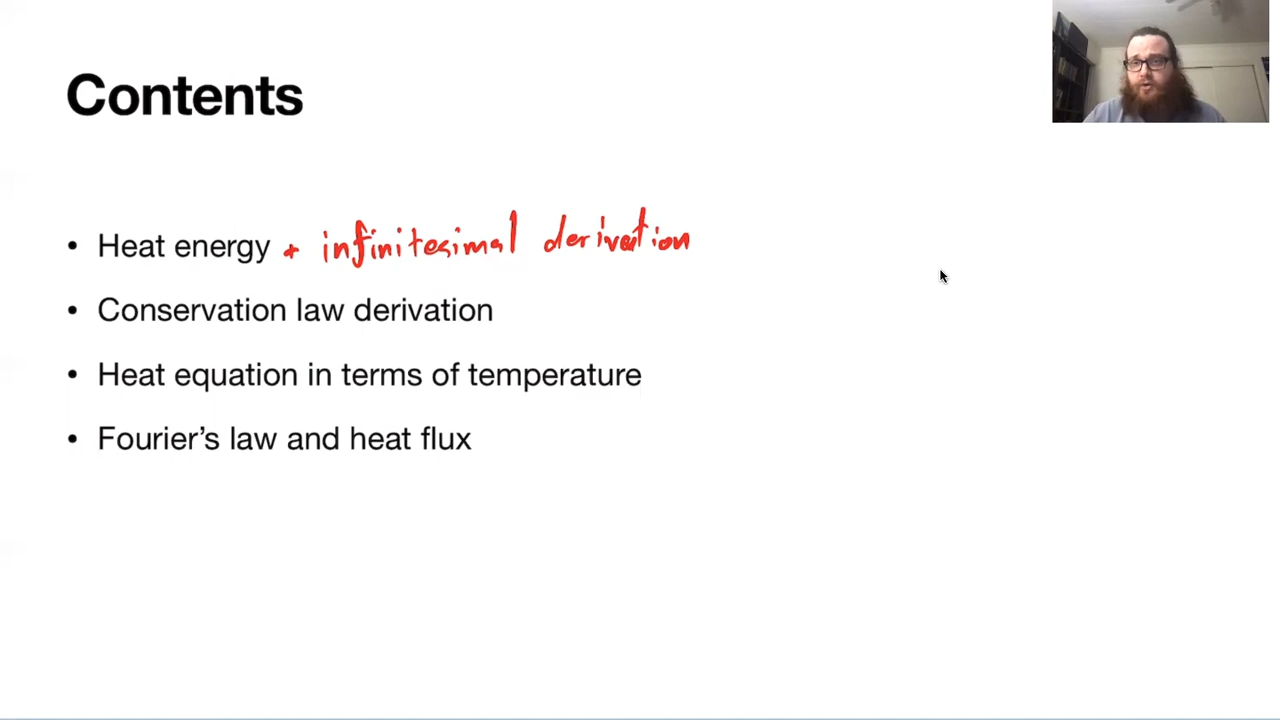 Contents
• Heat energy + infinitesimal derivation
• Conservation law derivation
• Heat equation in terms of temperature
• Fourier’s law and heat flux